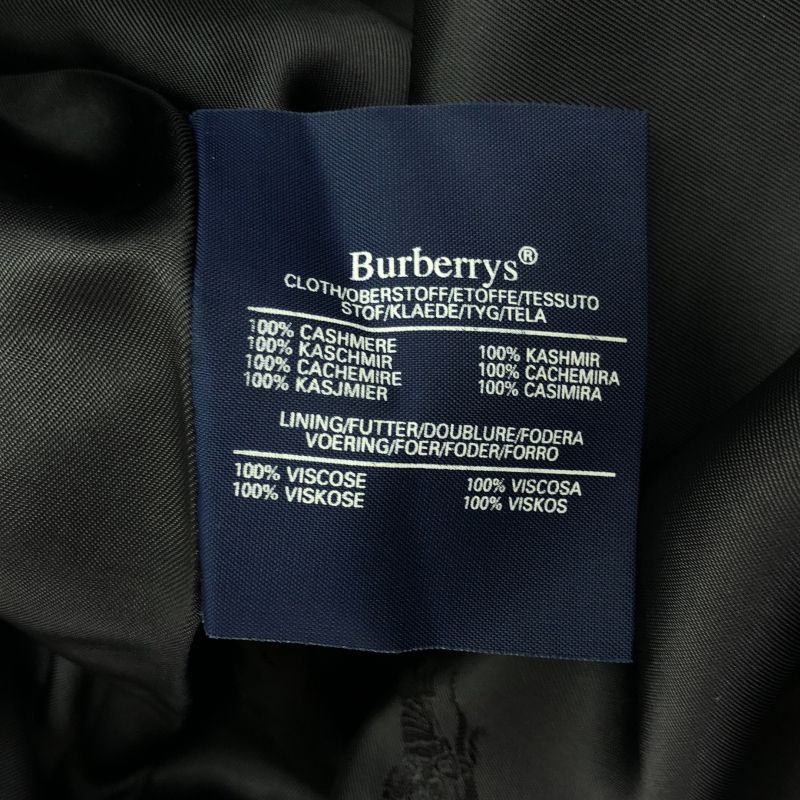 Burberrys®
CLOTH/OBERSTOFF/ETOFFE/TESSUTO
STOF/KLAEDE/TYG/TELA
100% CASHMERE
100% KASCHMIR
100% CACHEMIRE
100% KASJMIER
100% KASHMIR
100% CACHEMIRA
100% CASIMIRA
LINING/FUTTER/DOUBLURE/FODERA
VOERING/FOER/FODER/FORRO
100% VISCOSE
100% VISKOSE
100% VISCOSA
100% VISKOS